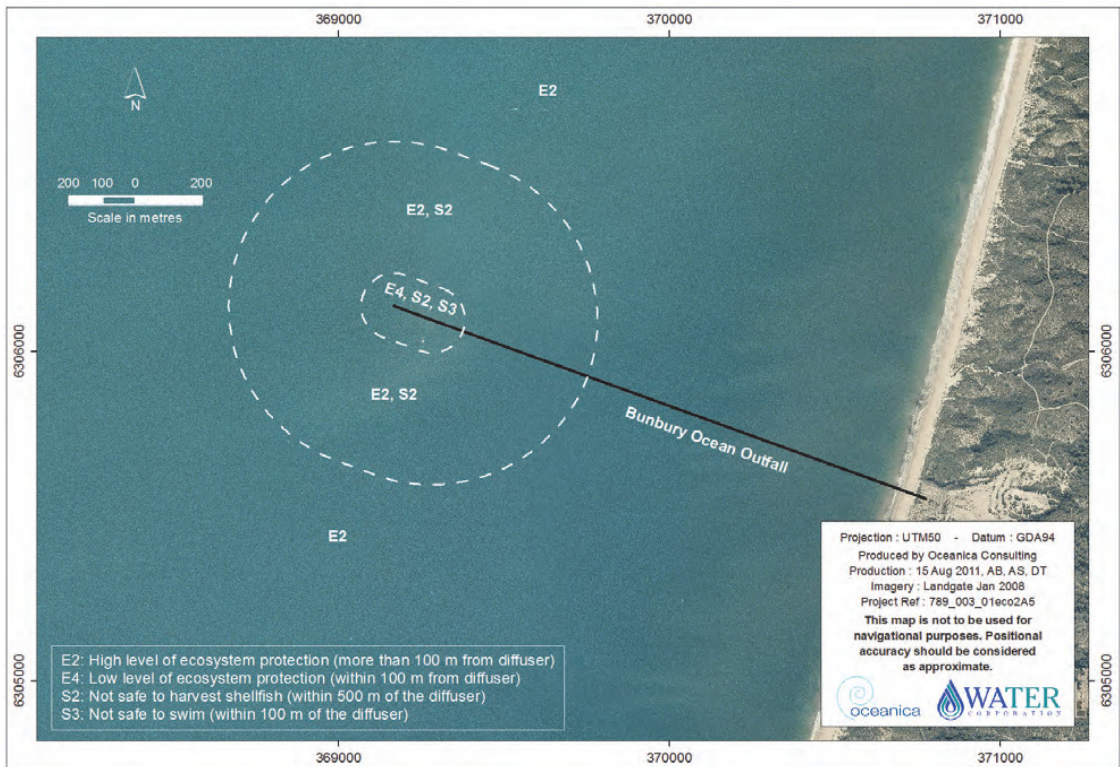 369000 370000 371000
E2
N
200 100 0 200
Scale in metres
E2, S2
E4, S2, S3
6306000 6306000
E2, S2
Bunbury Ocean Outfall
E2
Projection : UTM50 - Datum : GDA94
Produced by Oceanica Consulting
Production : 15 Aug 2011, AB, AS, DT
Imagery : Landgate Jan 2008
Project Ref : 789_003_01eco2A5
This map is not to be used for
navigational purposes. Positional
accuracy should be considered
as approximate.
oceanica
WATER
CORPORATION
E2: High level of ecosystem protection (more than 100 m from diffuser)
E4: Low level of ecosystem protection (within 100 m from diffuser)
S2: Not safe to harvest shellfish (within 500 m of the diffuser)
S3: Not safe to swim (within 100 m of the diffuser)
6305000 6305000
369000 370000 371000